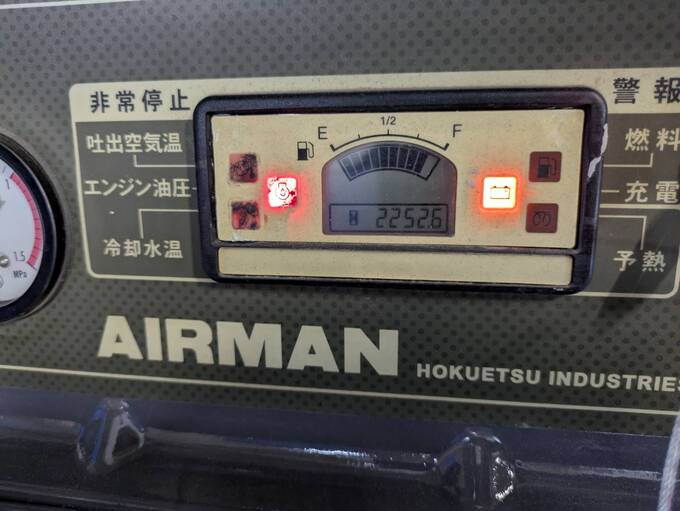 非常停止
警報
吐出空気温
エンジン油圧
冷却水温
E
1/2
F
2252.6
燃料
充電
予熱
1
1.5
MPa
AIRMAN
HOKUETSU INDUSTRIES